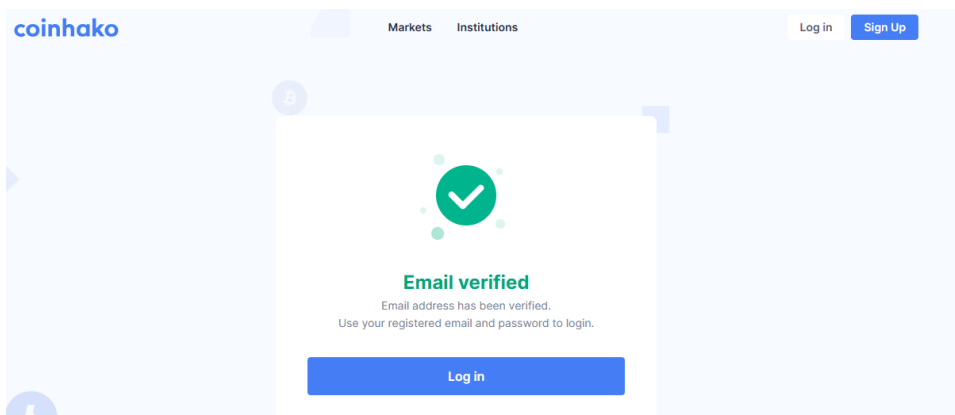 coinhako
Markets Institutions
Log in Sign Up
Email verified
Email address has been verified.
Use your registered email and password to login.
Log in